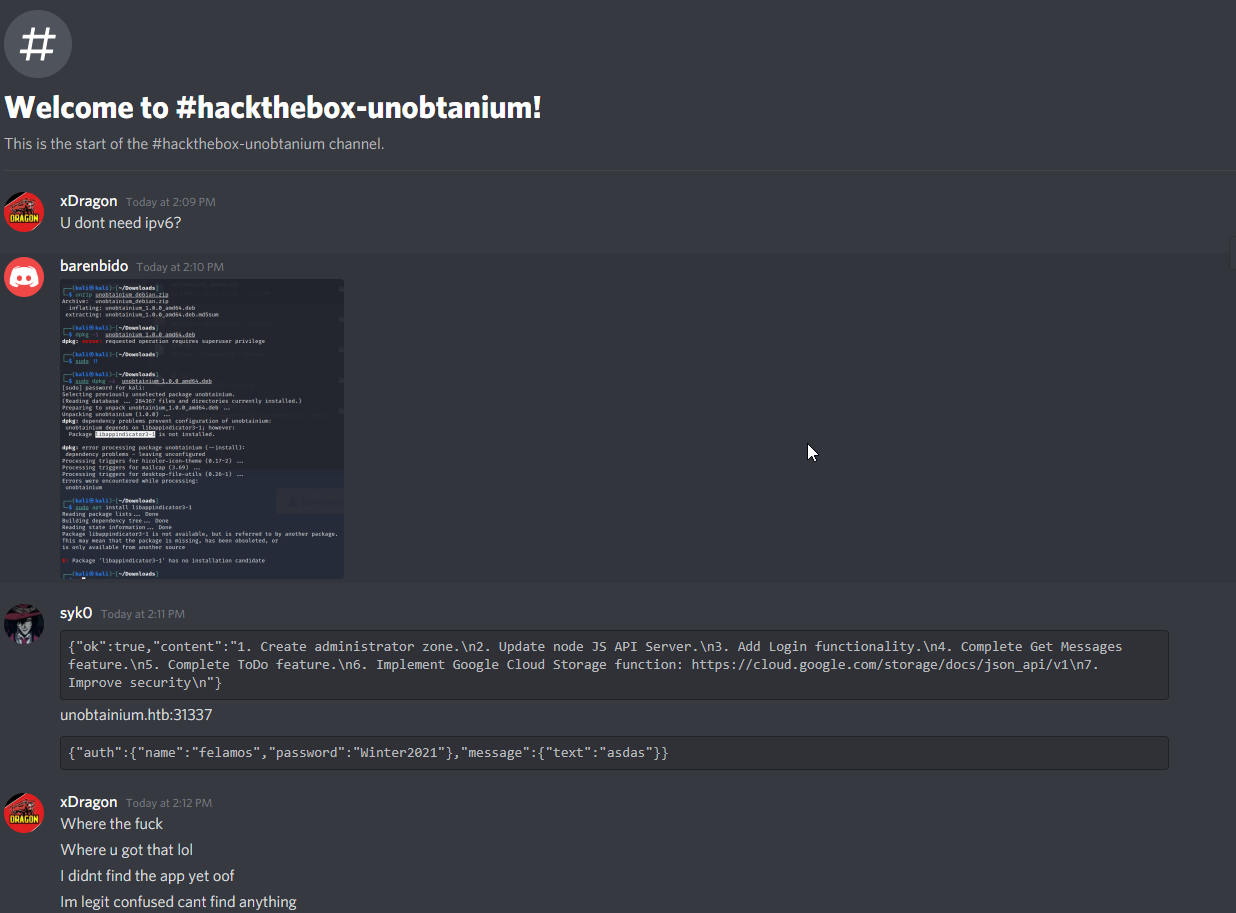 #
Welcome to #hackthebox-unobtanium!
This is the start of the #hackthebox-unobtanium channel.
xDragon Today at 2:09 PM
U dont need ipv6?
barenbido Today at 2:10 PM
┌──(kali㉿kali)-[~/Downloads]
└─$ unzip unobtainium_debian.zip
Archive:  unobtainium_debian.zip
inflating: unobtainium_1.0.0_amd64.deb
extracting: unobtainium_1.0.0_amd64.deb.md5sum
┌──(kali㉿kali)-[~/Downloads]
└─$ dpkg -i unobtainium_1.0.0_amd64.deb
dpkg: error: requested operation requires superuser privilege
┌──(kali㉿kali)-[~/Downloads]
└─$ sudo !!
┌──(kali㉿kali)-[~/Downloads]
└─$ sudo dpkg -i unobtainium_1.0.0_amd64.deb
[sudo] password for kali:
Selecting previously unselected package unobtainium.
(Reading database ... 284367 files and directories currently installed.)
Preparing to unpack unobtainium_1.0.0_amd64.deb ...
Unpacking unobtainium (1.0.0) ...
dpkg: dependency problems prevent configuration of unobtainium:
unobtainium depends on libappindicator3-1; however:
Package libappindicator3-1 is not installed.
dpkg: error processing package unobtainium (--install):
dependency problems - leaving unconfigured
Processing triggers for hicolor-icon-theme (0.17-2) ...
Processing triggers for mailcap (3.69) ...
Processing triggers for desktop-file-utils (0.26-1) ...
Errors were encountered while processing:
unobtainium
┌──(kali㉿kali)-[~/Downloads]
└─$ sudo apt install libappindicator3-1
Reading package lists... Done
Building dependency tree... Done
Reading state information... Done
Package libappindicator3-1 is not available, but is referred to by another package.
This may mean that the package is missing, has been obsoleted, or
is only available from another source
E: Package 'libappindicator3-1' has no installation candidate
┌──(kali㉿kali)-[~/Downloads]
syk0 Today at 2:11 PM
{"ok":true,"content":"1. Create administrator zone.\n2. Update node JS API Server.\n3. Add Login functionality.\n4. Complete Get Messages
feature.\n5. Complete ToDo feature.\n6. Implement Google Cloud Storage function: https://cloud.google.com/storage/docs/json_api/v1\n7.
Improve security\n"}
unobtainium.htb:31337
{"auth":{"name":"felamos","password":"Winter2021"},"message":{"text":"asdas"}}
DRAGON
xDragon Today at 2:12 PM
Where the fuck
Where u got that lol
I didnt find the app yet oof
Im legit confused cant find anything